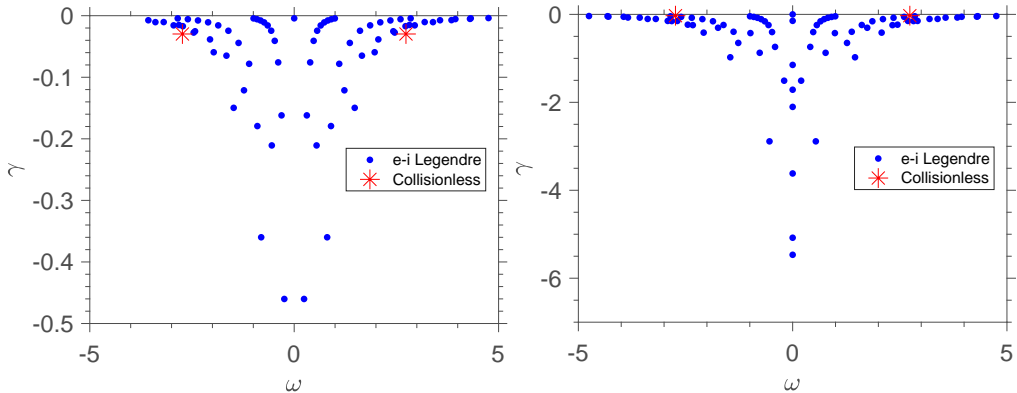 0
-0.1
-0.2
-0.3
-0.4
-0.5
γ
-5
0
5
ω
e-i Legendre
Collisionless
0
-2
-4
-6
γ
-5
0
5
ω
e-i Legendre
Collisionless